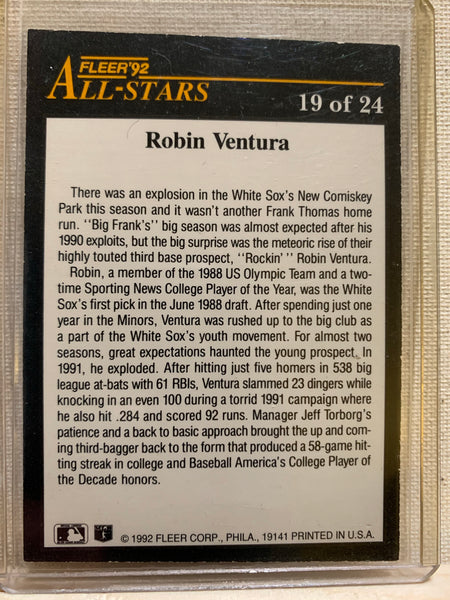 FLEER '92
ALL-STARS
19 of 24
Robin Ventura
There was an explosion in the White Sox's New Comiskey
Park this season and it wasn't another Frank Thomas home
run. "Big Frank's" big season was almost expected after his
1990 exploits, but the big surprise was the meteoric rise of their
highly touted third base prospect, "Rockin' " Robin Ventura.
Robin, a member of the 1988 US Olympic Team and a two-
time Sporting News College Player of the Year, was the White
Sox's first pick in the June 1988 draft. After spending just one
year in the Minors, Ventura was rushed up to the big club as
a part of the White Sox's youth movement. For almost two
seasons, great expectations haunted the young prospect. In
1991, he exploded. After hitting just five homers in 538 big
league at-bats with 61 RBIs, Ventura slammed 23 dingers while
knocking in an even 100 during a torrid 1991 campaign where
he also hit .284 and scored 92 runs. Manager Jeff Torborg's
patience and a back to basic approach brought the up and com-
ing third-bagger back to the form that produced a 58-game hit-
ting streak in college and Baseball America's College Player of
the Decade honors.
© 1992 FLEER CORP., PHILA., 19141 PRINTED IN U.S.A.